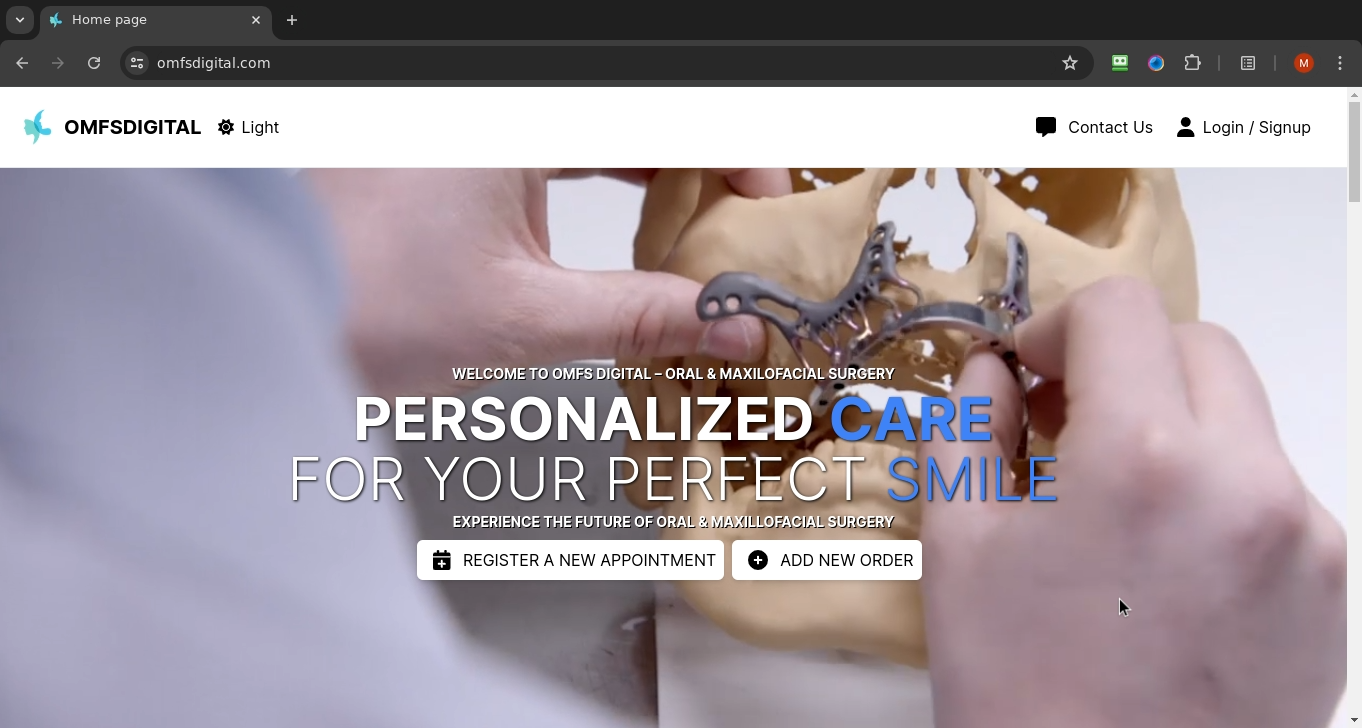 Home page
omfsdigital.com
M
OMFSDIGITAL
Light
Contact Us
Login / Signup
WELCOME TO OMFS DIGITAL – ORAL & MAXILOFACIAL SURGERY
PERSONALIZED CARE
FOR YOUR PERFECT SMILE
EXPERIENCE THE FUTURE OF ORAL & MAXILLOFACIAL SURGERY
REGISTER A NEW APPOINTMENT
ADD NEW ORDER